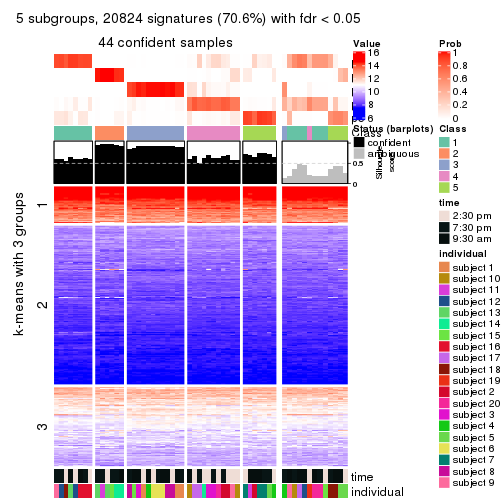 5 subgroups, 20824 signatures (70.6%) with fdr < 0.05
44 confident samples
k-means with 3 groups
1
2
3
Class
0.5
0
Silhouette
score
time
individual
Value
16
14
12
10
8
6
Status (barplots)
confident
ambiguous
Prob
1
0.8
0.6
0.4
0.2
0
Class
1
2
3
4
5
time
2:30 pm
7:30 pm
9:30 am
individual
subject 1
subject 10
subject 11
subject 12
subject 13
subject 14
subject 15
subject 16
subject 17
subject 18
subject 19
subject 2
subject 20
subject 3
subject 4
subject 5
subject 6
subject 7
subject 8
subject 9